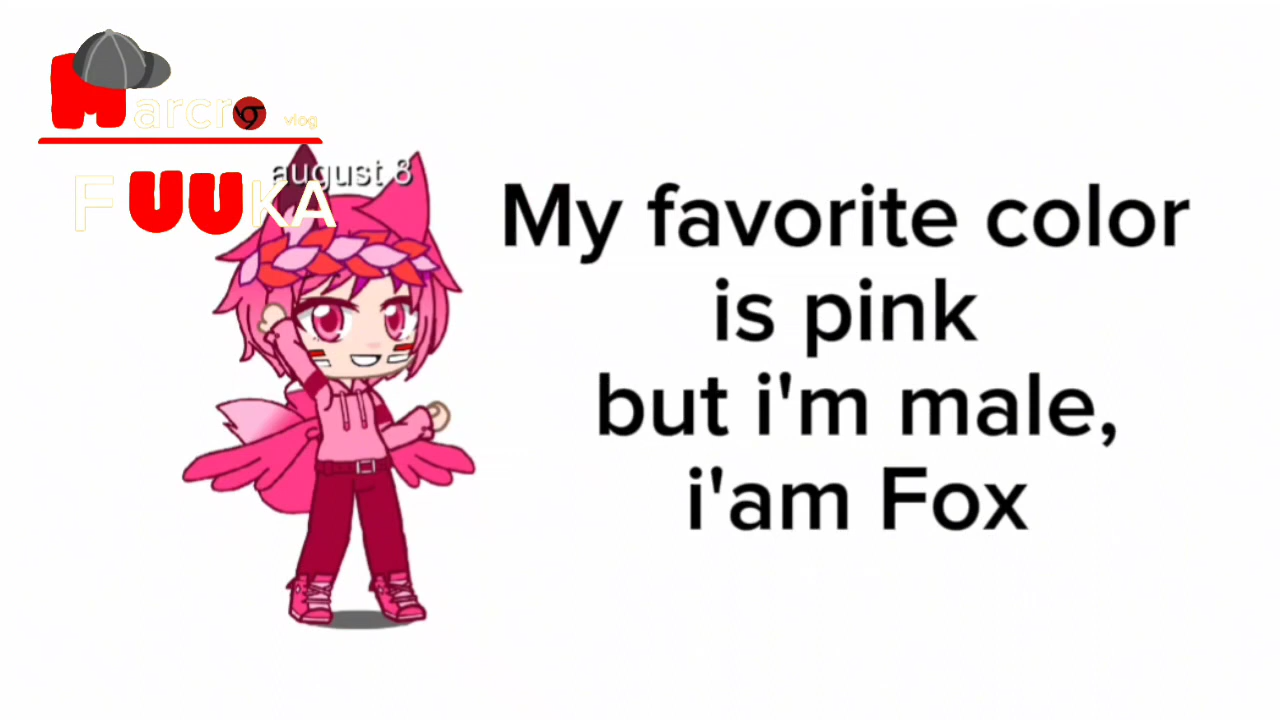 Marcro vlog
FUUKA
august 8
My favorite color
is pink
but i'm male,
i'am Fox